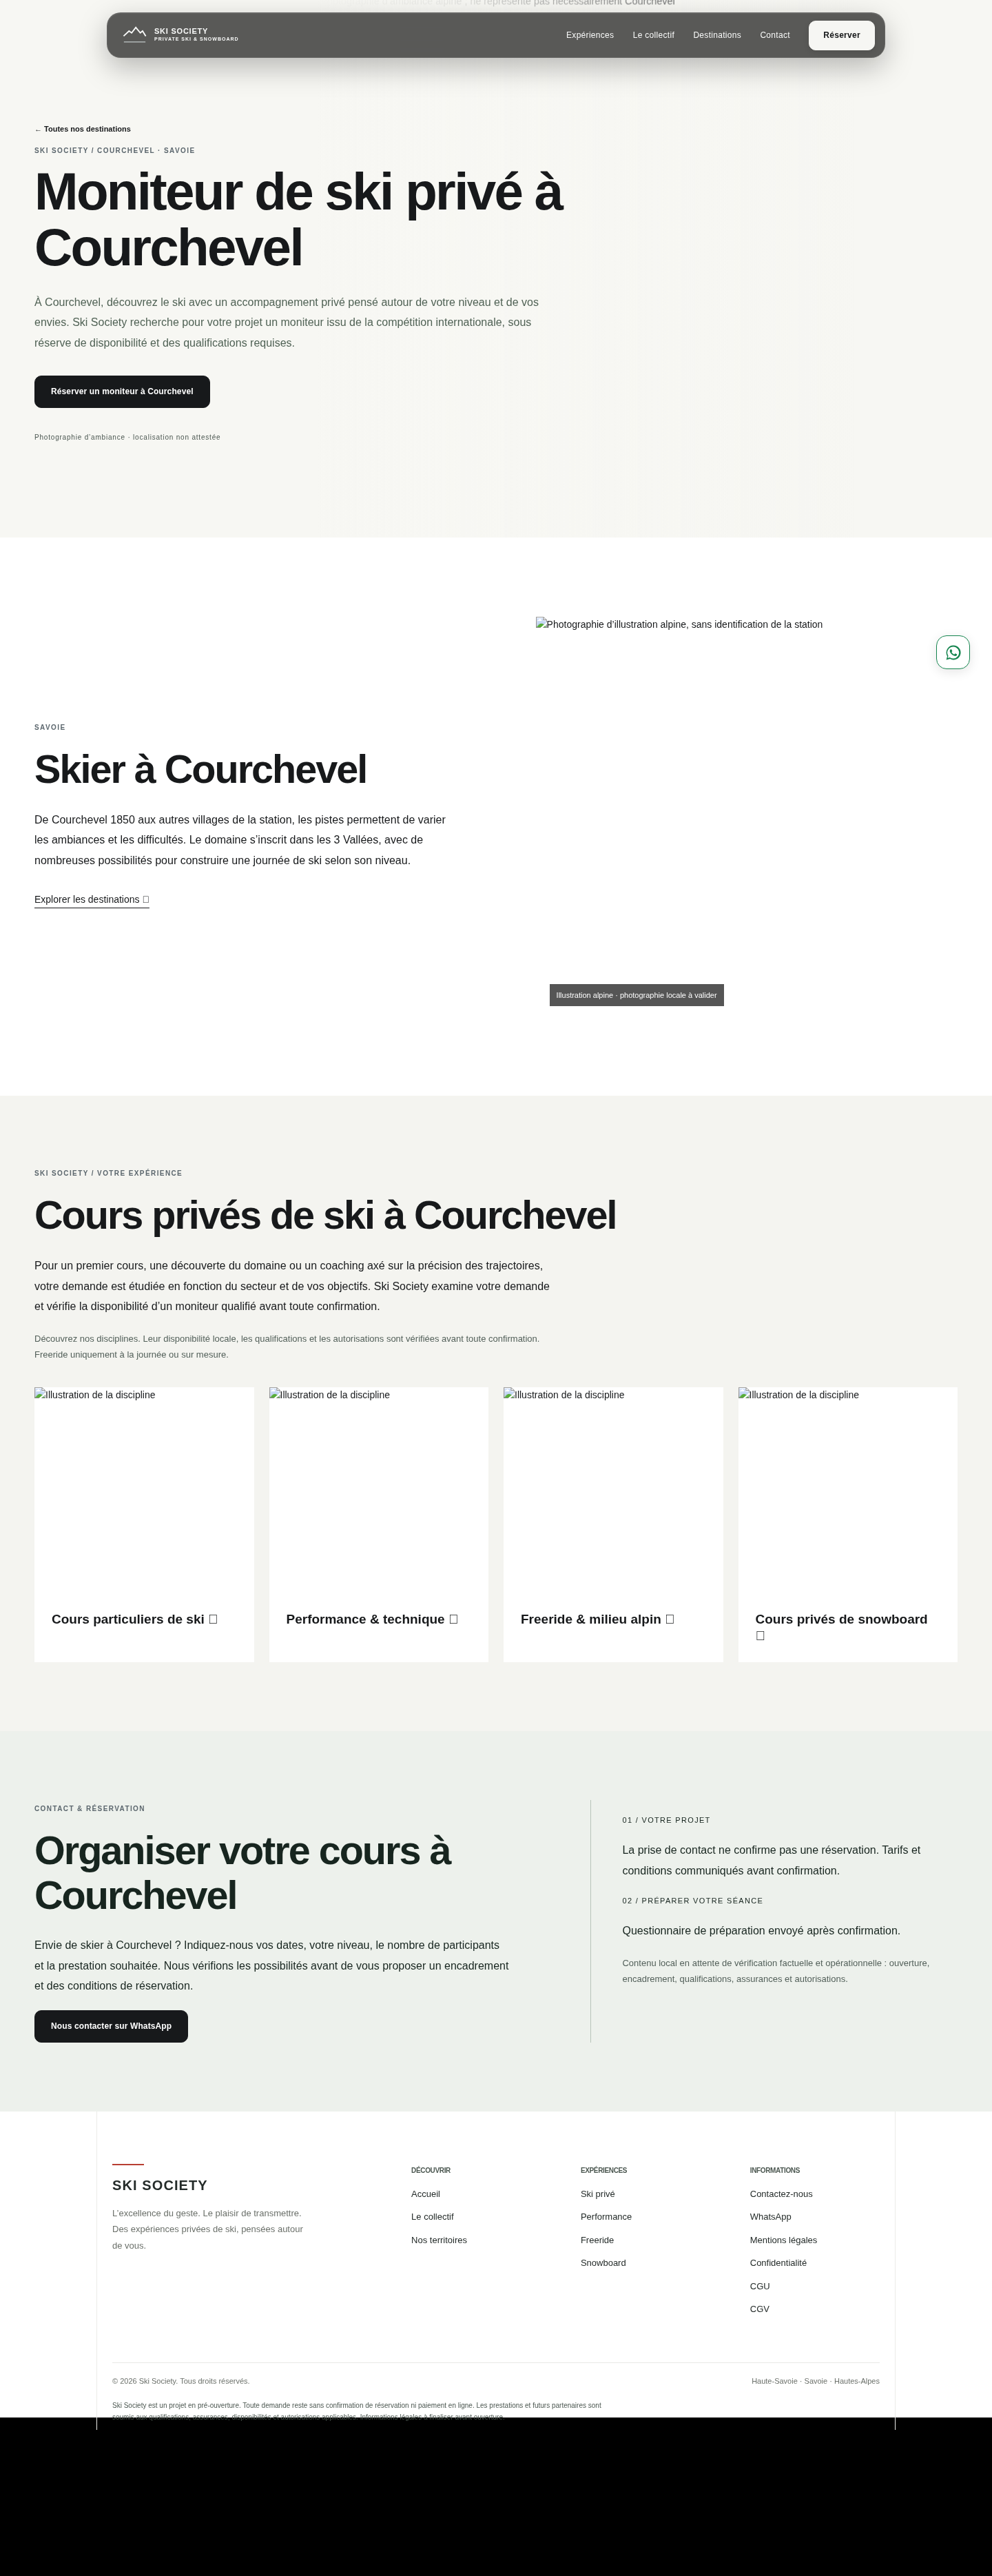 ne représente pas nécessairement Courchevel
SKI SOCIETY
PRIVATE SKI & SNOWBOARD
Expériences
Le collectif
Destinations
Contact
Réserver
← Toutes nos destinations
SKI SOCIETY / COURCHEVEL · SAVOIE
Moniteur de ski privé à
Courchevel
À Courchevel, découvrez le ski avec un accompagnement privé pensé autour de votre niveau et de vos
envies. Ski Society recherche pour votre projet un moniteur issu de la compétition internationale, sous
réserve de disponibilité et des qualifications requises.
Réserver un moniteur à Courchevel
Photographie d’ambiance · localisation non attestée
Photographie d’illustration alpine, sans identification de la station
SAVOIE
Skier à Courchevel
De Courchevel 1850 aux autres villages de la station, les pistes permettent de varier
les ambiances et les difficultés. Le domaine s’inscrit dans les 3 Vallées, avec de
nombreuses possibilités pour construire une journée de ski selon son niveau.
Explorer les destinations
Illustration alpine · photographie locale à valider
SKI SOCIETY / VOTRE EXPÉRIENCE
Cours privés de ski à Courchevel
Pour un premier cours, une découverte du domaine ou un coaching axé sur la précision des trajectoires,
votre demande est étudiée en fonction du secteur et de vos objectifs. Ski Society examine votre demande
et vérifie la disponibilité d’un moniteur qualifié avant toute confirmation.
Découvrez nos disciplines. Leur disponibilité locale, les qualifications et les autorisations sont vérifiées avant toute confirmation.
Freeride uniquement à la journée ou sur mesure.
Illustration de la discipline
Illustration de la discipline
Illustration de la discipline
Illustration de la discipline
Cours particuliers de ski
Performance & technique
Freeride & milieu alpin
Cours privés de snowboard
CONTACT & RÉSERVATION
Organiser votre cours à
Courchevel
Envie de skier à Courchevel ? Indiquez-nous vos dates, votre niveau, le nombre de participants
et la prestation souhaitée. Nous vérifions les possibilités avant de vous proposer un encadrement
et des conditions de réservation.
Nous contacter sur WhatsApp
01 / VOTRE PROJET
La prise de contact ne confirme pas une réservation. Tarifs et
conditions communiqués avant confirmation.
02 / PRÉPARER VOTRE SÉANCE
Questionnaire de préparation envoyé après confirmation.
Contenu local en attente de vérification factuelle et opérationnelle : ouverture,
encadrement, qualifications, assurances et autorisations.
SKI SOCIETY
L’excellence du geste. Le plaisir de transmettre.
Des expériences privées de ski, pensées autour
de vous.
DÉCOUVRIR
Accueil
Le collectif
Nos territoires
EXPÉRIENCES
Ski privé
Performance
Freeride
Snowboard
INFORMATIONS
Contactez-nous
WhatsApp
Mentions légales
Confidentialité
CGU
CGV
© 2026 Ski Society. Tous droits réservés.
Haute-Savoie · Savoie · Hautes-Alpes
Ski Society est un projet en pré-ouverture. Toute demande reste sans confirmation de réservation ni paiement en ligne. Les prestations et futurs partenaires sont
soumis aux qualifications, assurances, disponibilités et autorisations applicables. Informations légales à finaliser avant ouverture.